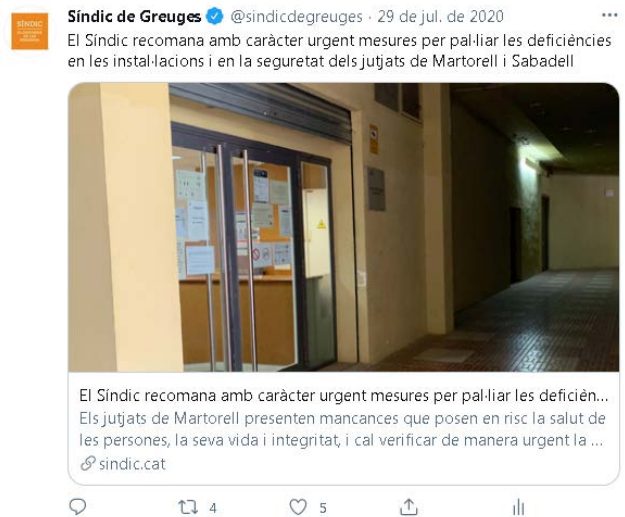 Síndic de Greuges @sindicdegreuges · 29 de jul. de 2020
El Síndic recomana amb caràcter urgent mesures per pal·liar les deficiències
en les instal·lacions i en la seguretat dels jutjats de Martorell i Sabadell
El Síndic recomana amb caràcter urgent mesures per pal·liar les deficièn...
Els jutjats de Martorell presenten mancances que posen en risc la salut de
les persones, la seva vida i integritat, i cal verificar de manera urgent la ...
sindic.cat
4 5